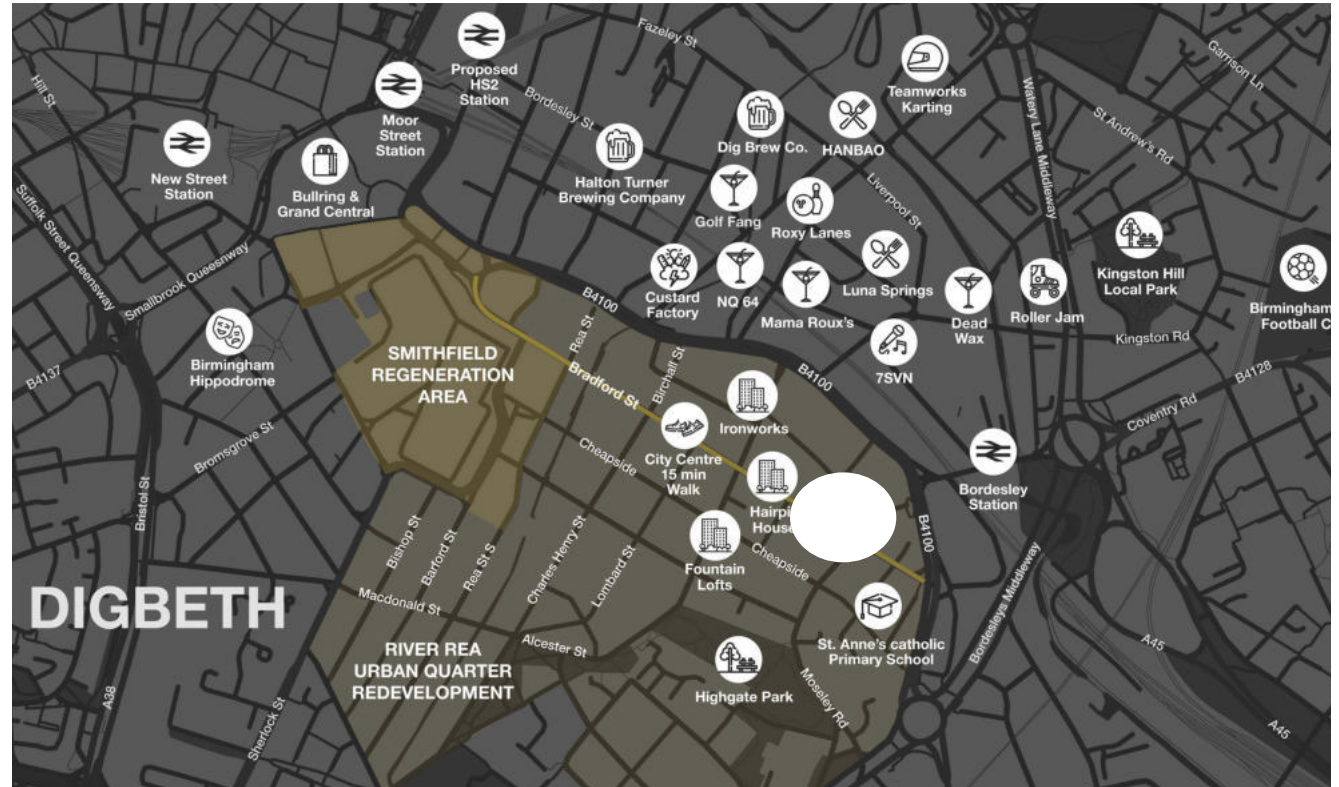 Proposed
HS2
Station
Fazeley St
Garrison Ln
Hill St
Moor
Street
Station
Bordesley St
Teamworks
Karting
Watery Lane Middleway
St Andrew's Rd
New Street
Station
Bullring &
Grand Central
Halton Turner
Brewing Company
Dig Brew Co.
HANBAO
Liverpool St
Golf Fang
Roxy Lanes
Suffolk Street Queensway
Smallbrook Queesnway
Custard
Factory
NQ 64
Mama Roux's
Luna Springs
Dead
Wax
Roller Jam
Kingston Hill
Local Park
Birmingham
Football C
Kingston Rd
B4100
B4137
Birmingham
Hippodrome
SMITHFIELD
REGENERATION
AREA
Rea St
Bradford St
Birchall St
B4100
7SVN
B4128
Coventry Rd
Bromsgrove St
Cheapside
City Centre
15 min
Walk
Ironworks
Bordesley
Station
Bristol St
Hairpi
House
B4100
Bishop St
Barford St
Rea St S
Charles Henry St
Lombard St
Fountain
Lofts
Cheapside
DIGBETH
Macdonald St
Alcester St
St. Anne's catholic
Primary School
Bordesleys Middleway
A45
RIVER REA
URBAN QUARTER
REDEVELOPMENT
Highgate Park
Moseley Rd
A38
Sherlock St
A45